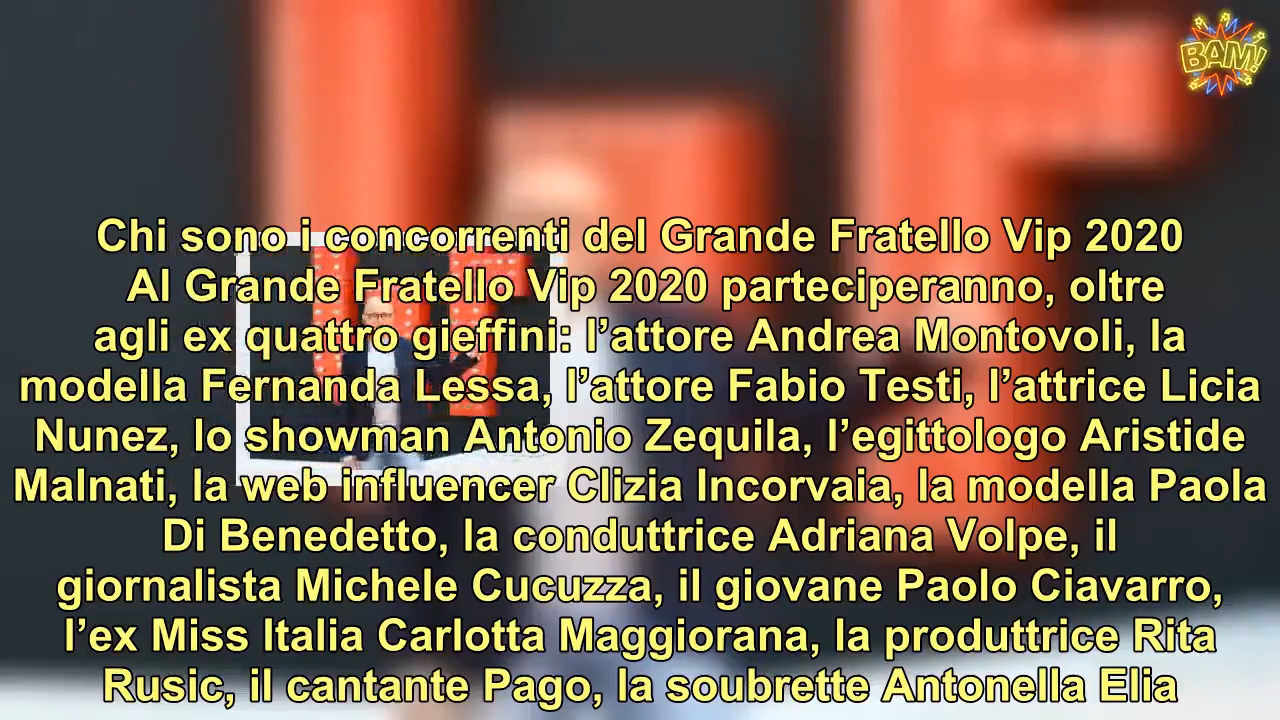 BAM!
Chi sono i concorrenti del Grande Fratello Vip 2020
Al Grande Fratello Vip 2020 parteciperanno, oltre
agli ex quattro gieffini: l’attore Andrea Montovoli, la
modella Fernanda Lessa, l’attore Fabio Testi, l’attrice Licia
Nunez, lo showman Antonio Zequila, l’egittologo Aristide
Malnati, la web influencer Clizia Incorvaia, la modella Paola
Di Benedetto, la conduttrice Adriana Volpe, il
giornalista Michele Cucuzza, il giovane Paolo Ciavarro,
l’ex Miss Italia Carlotta Maggiorana, la produttrice Rita
Rusic, il cantante Pago, la soubrette Antonella Elia